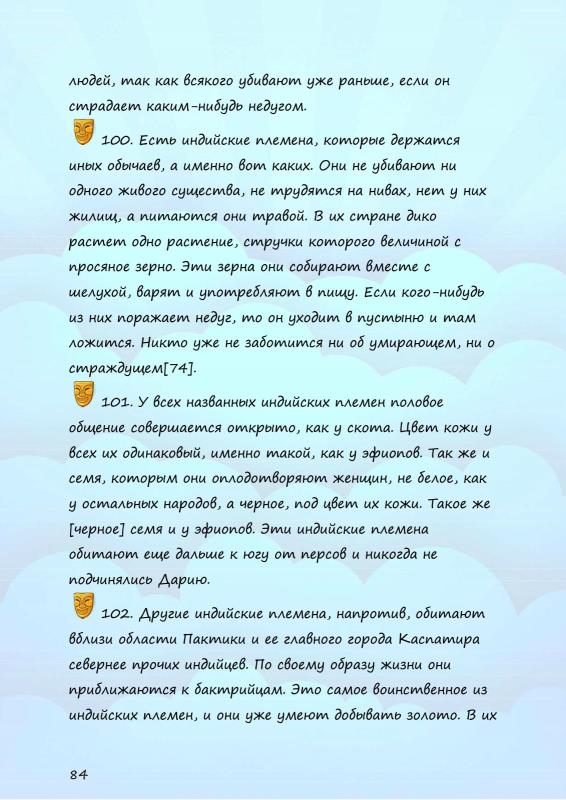 людей, так как всякого убивают уже раньше, если он
страдает каким-нибудь недугом.
100. Есть индийские племена, которые держатся
иных обычаев, а именно вот каких. Они не убивают ни
одного живого существа, не трудятся на нивах, нет у них
жилищ, а питаются они травой. В их стране дико
растет одно растение, стручки которого величиной с
просяное зерно. Эти зерна они собирают вместе с
шелухой, варят и употребляют в пищу. Если кого-нибудь
из них поражает недуг, то он уходит в пустыню и там
ложится. Никто уже не заботится ни об умирающем, ни о
страждущем[74].
101. У всех названных индийских племен половое
общение совершается открыто, как у скота. Цвет кожи у
всех их одинаковый, именно такой, как у эфиопов. Так же и
семя, которым они оплодотворяют женщин, не белое, как
у остальных народов, а черное, под цвет их кожи. Такое же
[черное] семя и у эфиопов. Эти индийские племена
обитают еще дальше к югу от персов и никогда не
подчинялись Дарию.
102. Другие индийские племена, напротив, обитают
вблизи области Пактики и ее главного города Каспатира
севернее прочих индийцев. По своему образу жизни они
приближаются к бактрийцам. Это самое воинственное из
индийских племен, и они уже умеют добывать золото. В их
84